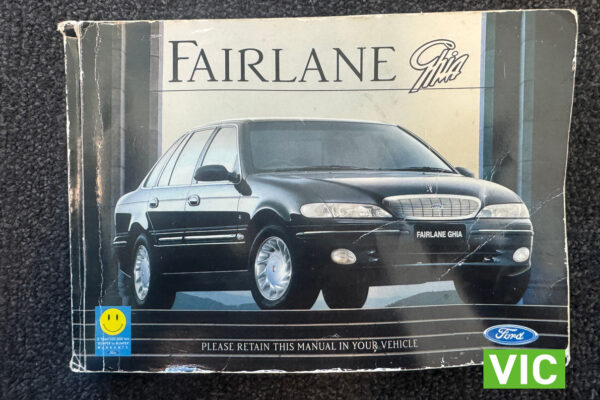 FAIRLANE Ghia
FAIRLANE GHIA
PLEASE RETAIN THIS MANUAL IN YOUR VEHICLE
Ford
VIC